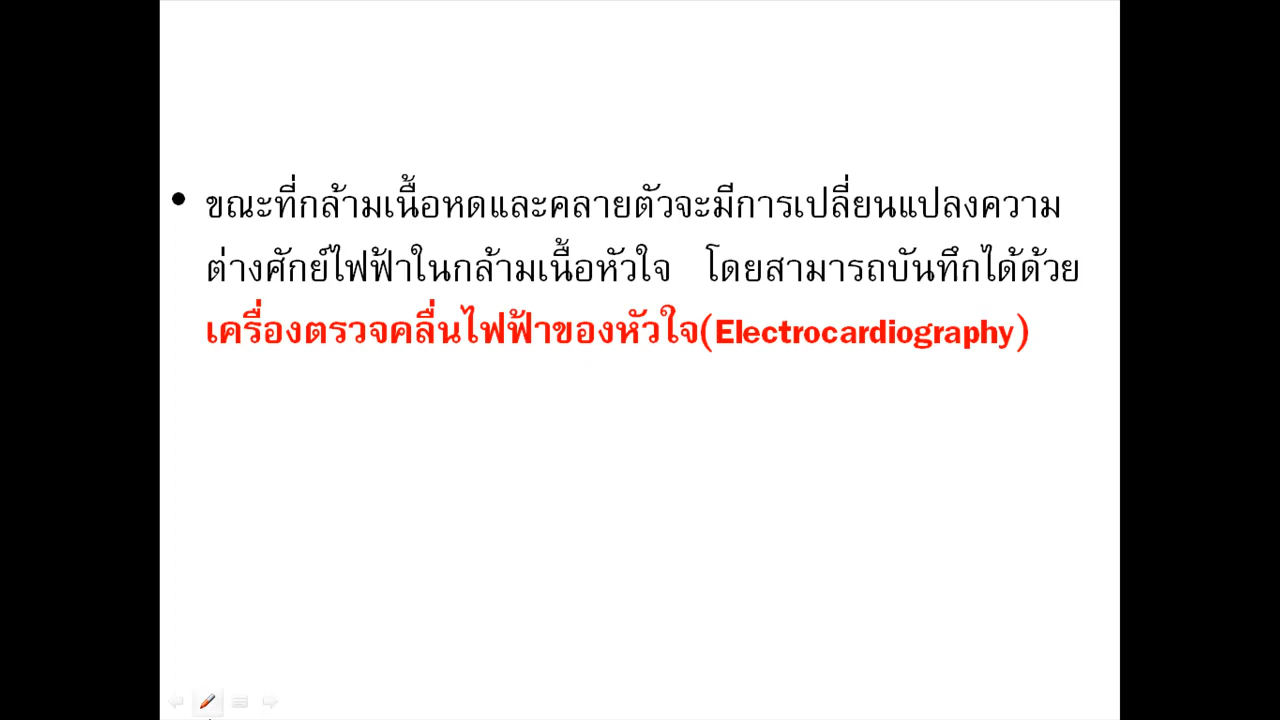 • ขณะที่กล้ามเนื้อหดและคลายตัวจะมีการเปลี่ยนแปลงความ
ต่างศักย์ไฟฟ้าในกล้ามเนื้อหัวใจ โดยสามารถบันทึกได้ด้วย
เครื่องตรวจคลื่นไฟฟ้าของหัวใจ(Electrocardiography)